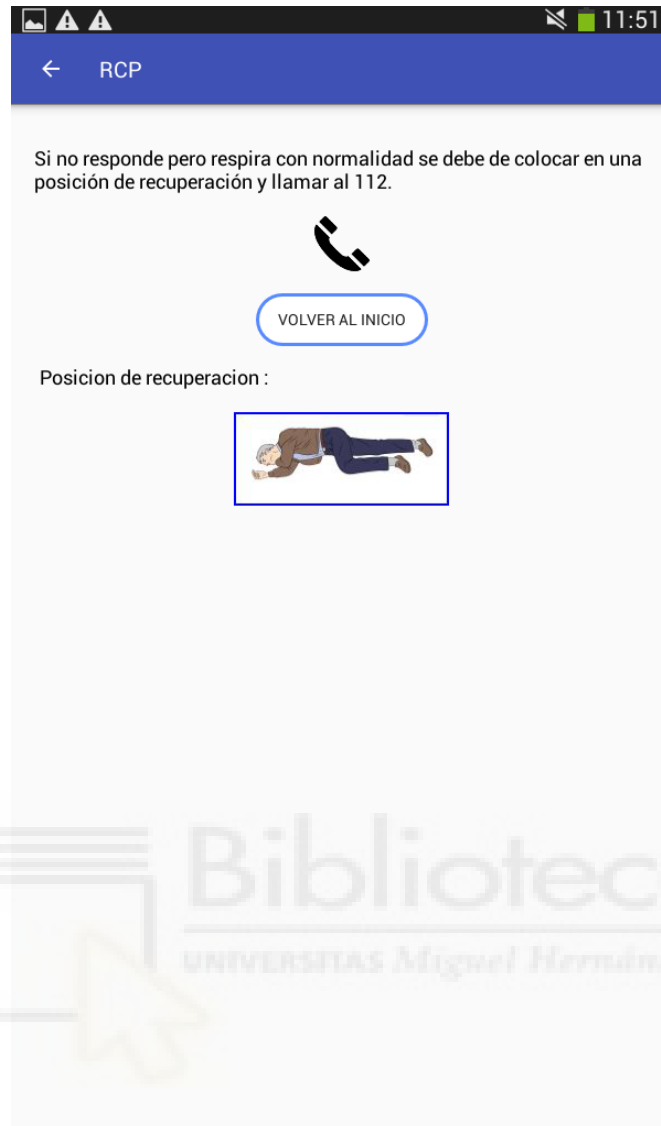 11:51
RCP
Si no responde pero respira con normalidad se debe de colocar en una
posición de recuperación y llamar al 112.
VOLVER AL INICIO
Posicion de recuperacion :
Bibliotec
UNIVERSITAS Miguel Hernán